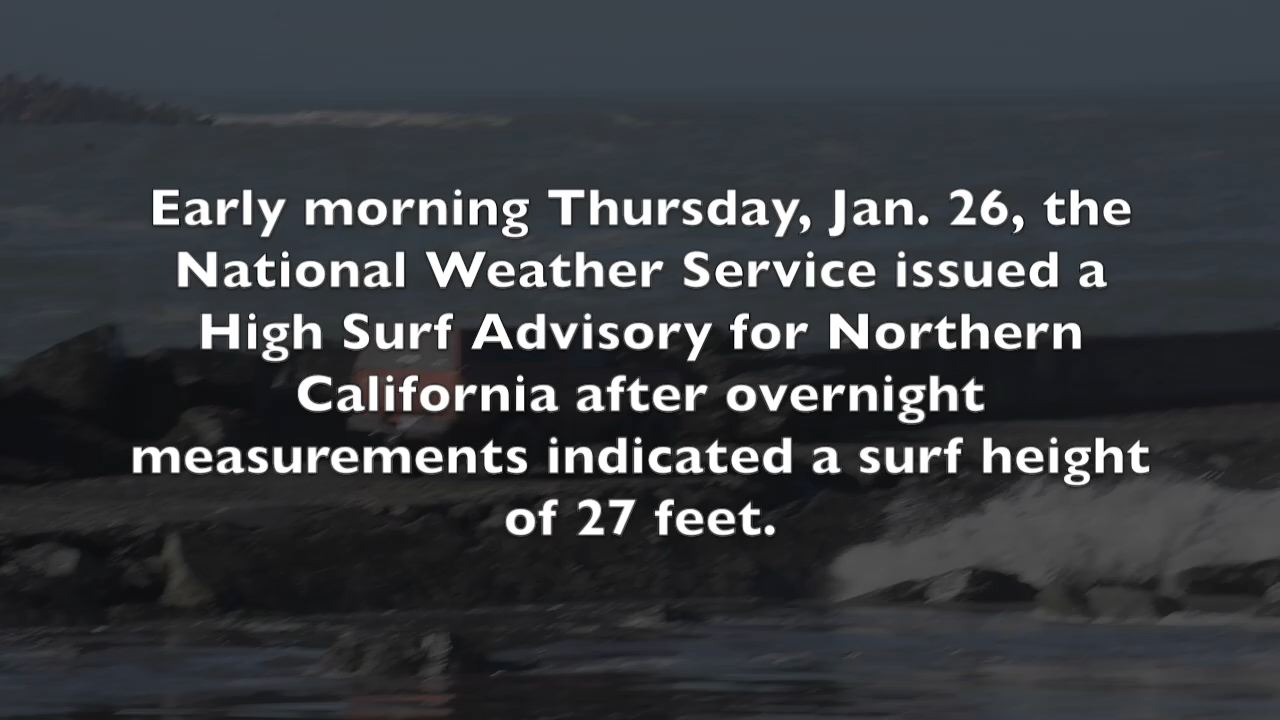 Early morning Thursday, Jan. 26, the
National Weather Service issued a
High Surf Advisory for Northern
California after overnight
measurements indicated a surf height
of 27 feet.